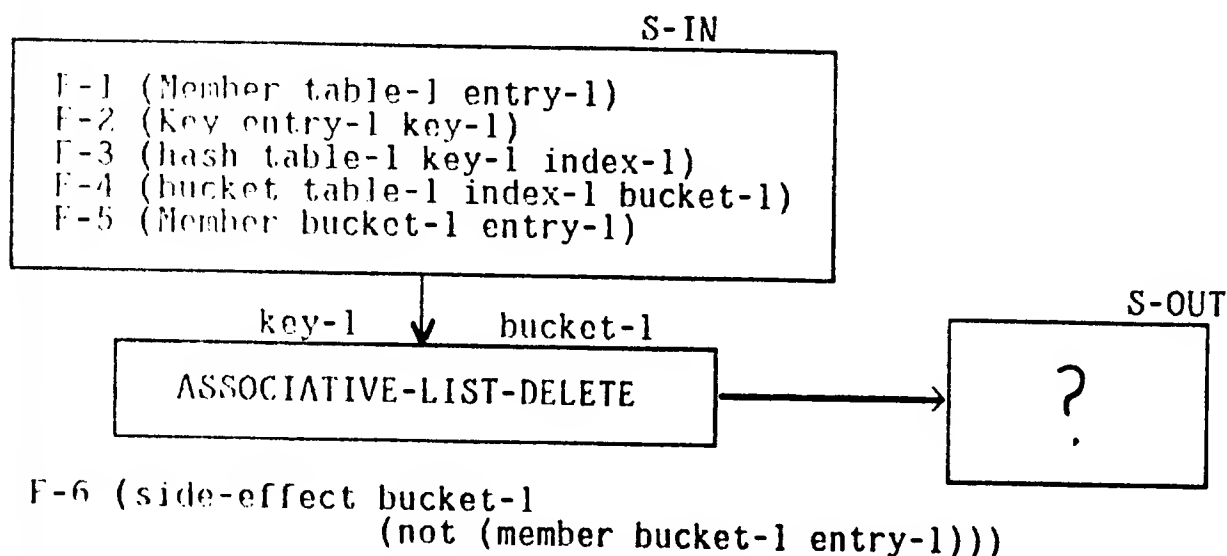 S-IN
F-1 (Member table-1 entry-1)
F-2 (Key entry-1 key-1)
F-3 (hash table-1 key-1 index-1)
F-4 (bucket table-1 index-1 bucket-1)
F-5 (Member bucket-1 entry-1)
key-1 bucket-1
S-OUT
ASSOCIATIVE-LIST-DELETE
?
F-6 (side-effect bucket-1
(not (member bucket-1 entry-1)))